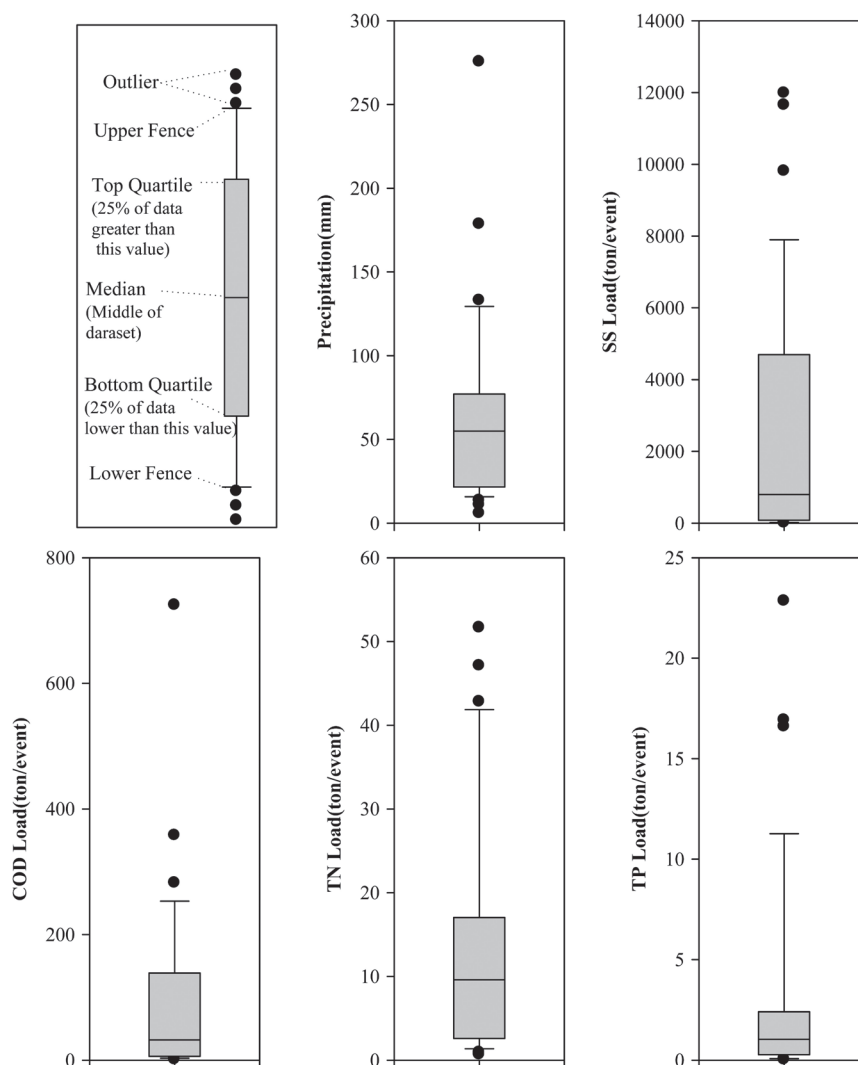 Outlier
Upper Fence
Top Quartile
(25% of data
greater than
this value)
Median
(Middle of
daraset)
Bottom Quartile
(25% of data
lower than this value)
Lower Fence
Precipitation(mm)
300
250
200
150
100
50
0
SS Load(ton/event)
14000
12000
10000
8000
6000
4000
2000
0
COD Load(ton/event)
800
600
400
200
0
TN Load(ton/event)
60
50
40
30
20
10
0
TP Load(ton/event)
25
20
15
10
5
0